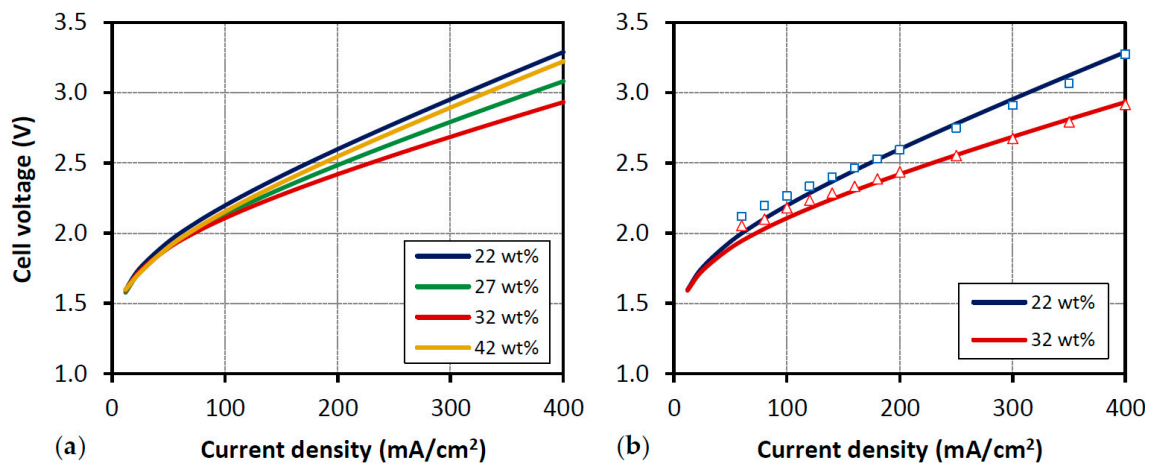 Cell voltage (V)
3.5
3.0
2.5
2.0
1.5
1.0
22 wt%
27 wt%
32 wt%
42 wt%
0 100 200 300 400
(a) Current density (mA/cm²)
3.5
3.0
2.5
2.0
1.5
1.0
22 wt%
32 wt%
0 100 200 300 400
(b) Current density (mA/cm²)